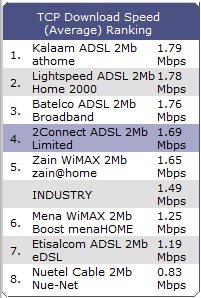 TCP Download Speed
(Average) Ranking
1. Kalaam ADSL 2Mb athome 1.79 Mbps
2. Lightspeed ADSL 2Mb Home 2000 1.78 Mbps
3. Batelco ADSL 2Mb Broadband 1.76 Mbps
4. 2Connect ADSL 2Mb Limited 1.69 Mbps
5. Zain WiMAX 2Mb zain@home 1.65 Mbps
INDUSTRY 1.49 Mbps
6. Mena WiMAX 2Mb Boost menaHOME 1.25 Mbps
7. Etisalcom ADSL 2Mb eDSL 1.19 Mbps
8. Nuetel Cable 2Mb Nue-Net 0.83 Mbps